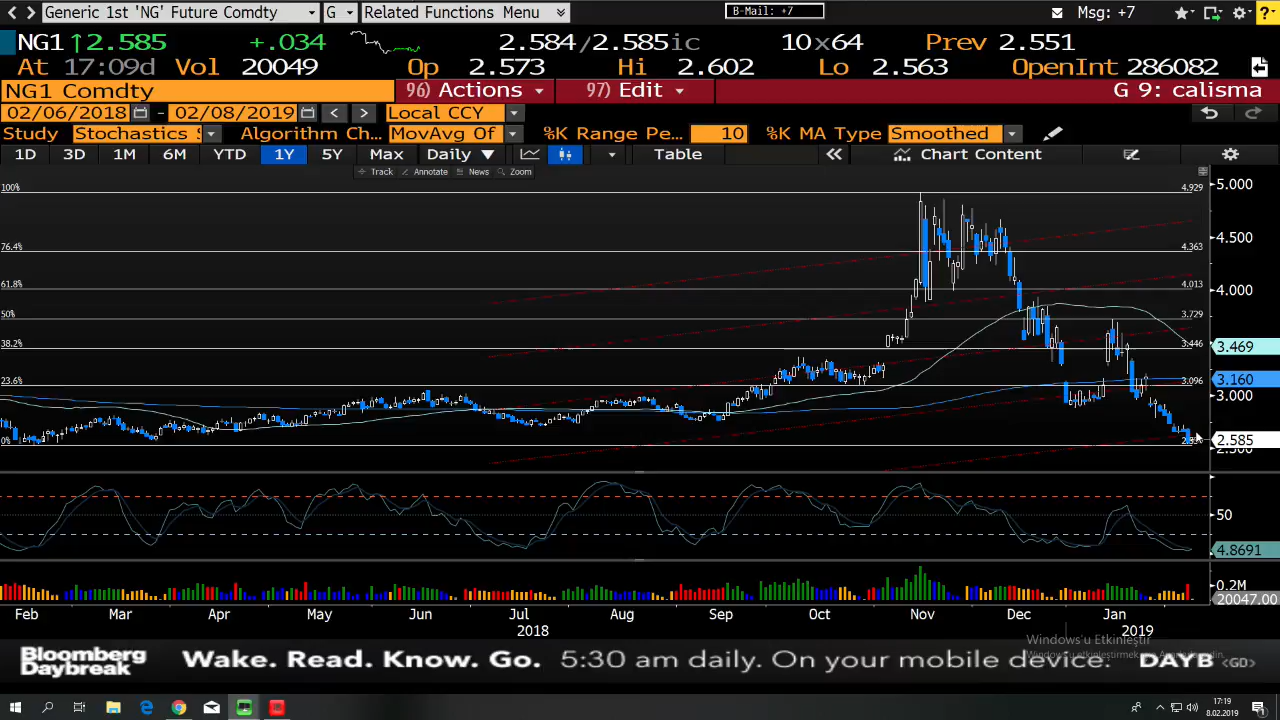 Generic 1st 'NG' Future Comdty G Related Functions Menu B-Mail: +7 Msg: +7 ?
NG1 ↑2.585 +.034 2.584/2.585ic 10x64 Prev 2.551
At 17:09d Vol 20049 Op 2.573 Hi 2.602 Lo 2.563 OpenInt 286082
NG1 Comdty 96) Actions 97) Edit G 9: calisma
02/06/2018 - 02/08/2019 < > Local CCY
Study Stochastics S Algorithm Ch... MovAvg Of %K Range Pe... 10 %K MA Type Smoothed
1D 3D 1M 6M YTD 1Y 5Y Max Daily ▼ Table « Chart Content
Track Annotate News Zoom
100% 4.929 5.000
4.500
76.4% 4.363
61.8% 4.013 4.000
50% 3.729
38.2% 3.446 3.469
23.6% 3.096 3.160
3.000
0% 2.585
2.500
50
4.8691
0.2M
20047.00
Feb Mar Apr May Jun Jul Aug Sep Oct Nov Dec Jan
2018 2019
Windows'u Etkinleştir
Bloomberg
Daybreak
Wake. Read. Know. Go. 5:30 am daily. On your mobile device. DAYB <GD>
17:19
8.02.2019
1